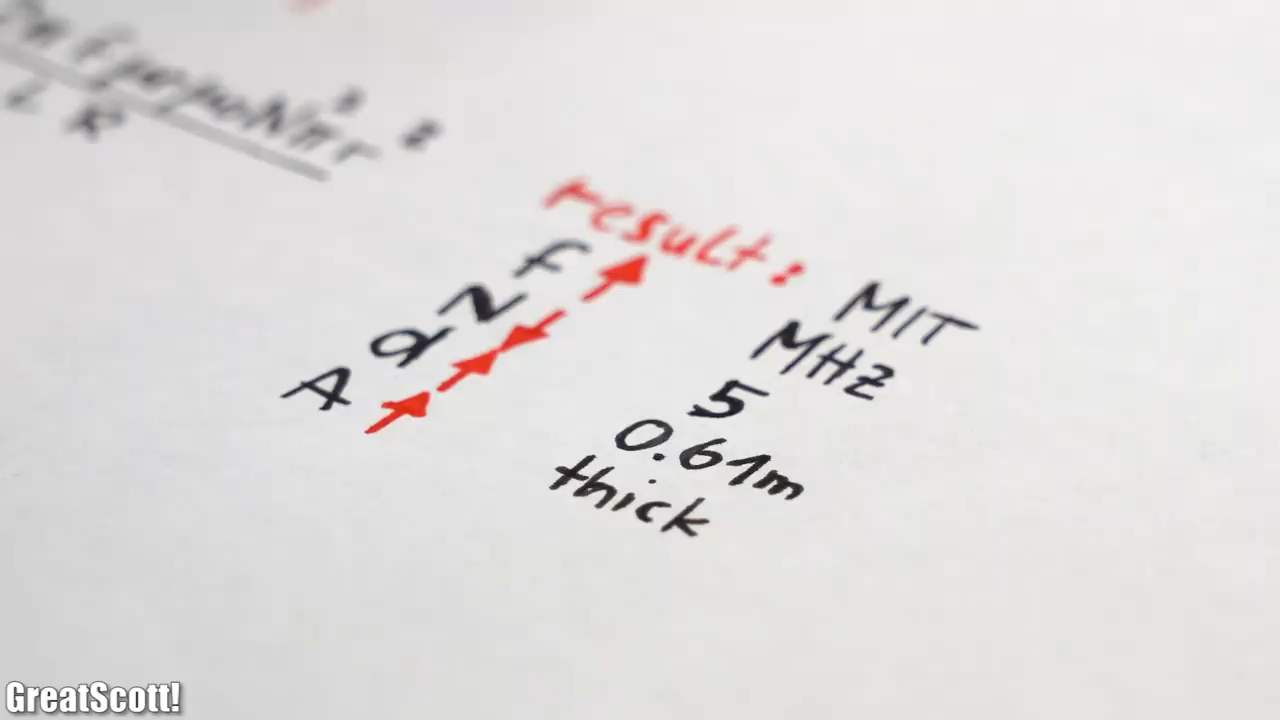 result:
f ↑
N ↓
d ↑
A ↑
MIT
MHz
5
0.61m
thick
GreatScott!